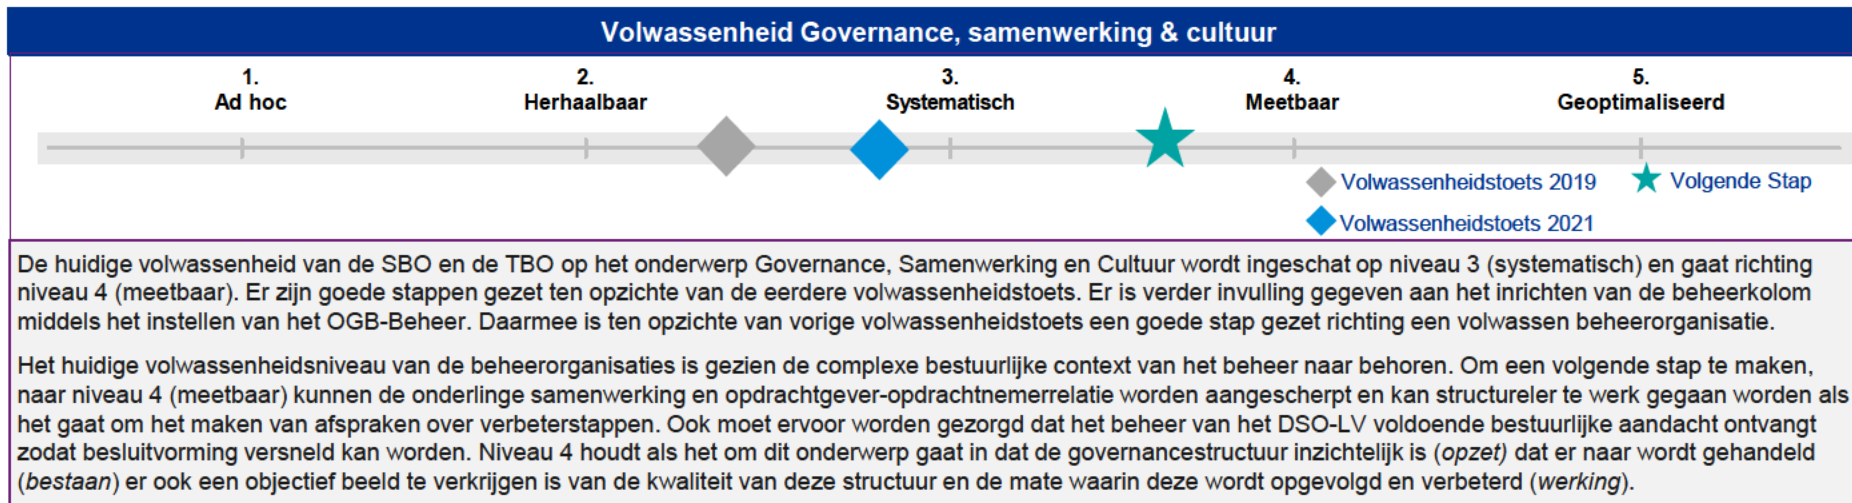 Volwassenheid Governance, samenwerking & cultuur
1.
Ad hoc
2.
Herhaalbaar
3.
Systematisch
4.
Meetbaar
5.
Geoptimaliseerd
Volwassenheidstoets 2019
Volgende Stap
Volwassenheidstoets 2021
De huidige volwassenheid van de SBO en de TBO op het onderwerp Governance, Samenwerking en Cultuur wordt ingeschat op niveau 3 (systematisch) en gaat richting
niveau 4 (meetbaar). Er zijn goede stappen gezet ten opzichte van de eerdere volwassenheidstoets. Er is verder invulling gegeven aan het inrichten van de beheerkolom
middels het instellen van het OGB-Beheer. Daarmee is ten opzichte van vorige volwassenheidstoets een goede stap gezet richting een volwassen beheerorganisatie.
Het huidige volwassenheidsniveau van de beheerorganisaties is gezien de complexe bestuurlijke context van het beheer naar behoren. Om een volgende stap te maken,
naar niveau 4 (meetbaar) kunnen de onderlinge samenwerking en opdrachtgever-opdrachtnemerrelatie worden aangescherpt en kan structureler te werk gegaan worden als
het gaat om het maken van afspraken over verbeterstappen. Ook moet ervoor worden gezorgd dat het beheer van het DSO-LV voldoende bestuurlijke aandacht ontvangt
zodat besluitvorming versneld kan worden. Niveau 4 houdt als het om dit onderwerp gaat in dat de governancestructuur inzichtelijk is (opzet) dat er naar wordt gehandeld
(bestaan) er ook een objectief beeld te verkrijgen is van de kwaliteit van deze structuur en de mate waarin deze wordt opgevolgd en verbeterd (werking).